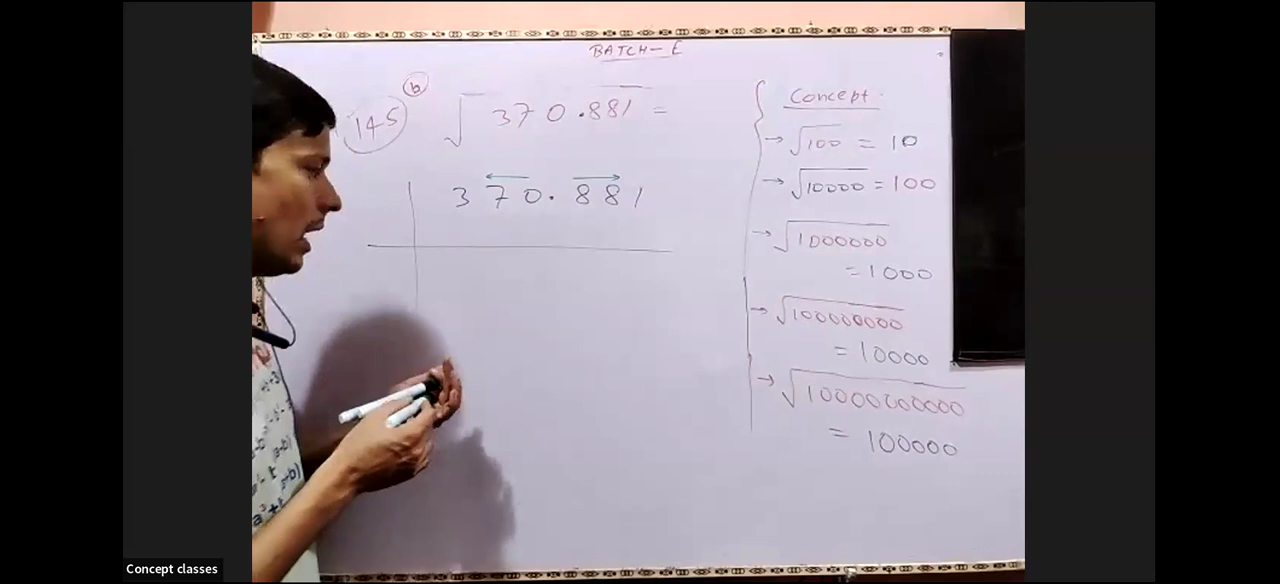 BATCH-E
145
(b)
√370.881 =
370.881
Concept
→ √100 = 10
→ √10000 = 100
→ √1000000
= 1000
→ √100000000
= 10000
→ √10000000000
= 100000
(a-b)
Concept classes